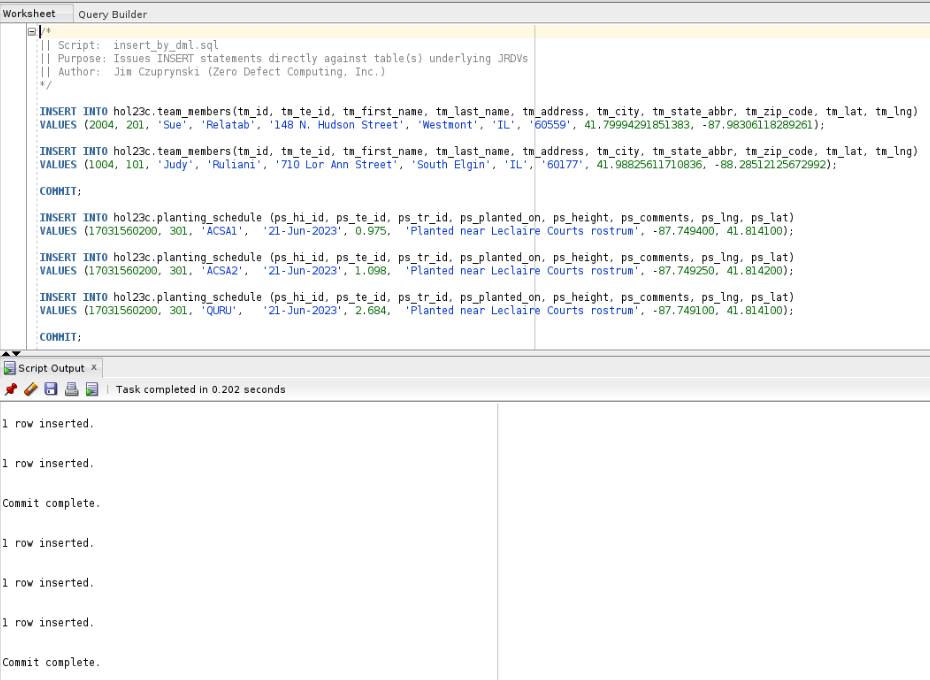 Worksheet Query Builder
/*
|| Script:  insert_by_dml.sql
|| Purpose: Issues INSERT statements directly against table(s) underlying JRDVs
|| Author:  Jim Czuprynski (Zero Defect Computing, Inc.)
*/
INSERT INTO hol23c.team_members(tm_id, tm_te_id, tm_first_name, tm_last_name, tm_address, tm_city, tm_state_abbr, tm_zip_code, tm_lat, tm_lng)
VALUES (2004, 201, 'Sue', 'Relatab', '148 N. Hudson Street', 'Westmont', 'IL', '60559', 41.79994291851383, -87.98306118289261);
INSERT INTO hol23c.team_members(tm_id, tm_te_id, tm_first_name, tm_last_name, tm_address, tm_city, tm_state_abbr, tm_zip_code, tm_lat, tm_lng)
VALUES (1004, 101, 'Judy', 'Ruliani', '710 Lor Ann Street', 'South Elgin', 'IL', '60177', 41.98825611710836, -88.28512125672992);
COMMIT;
INSERT INTO hol23c.planting_schedule (ps_hi_id, ps_te_id, ps_tr_id, ps_planted_on, ps_height, ps_comments, ps_lng, ps_lat)
VALUES (17031560200, 301, 'ACSA1',  '21-Jun-2023', 0.975,  'Planted near Leclaire Courts rostrum', -87.749400, 41.814100);
INSERT INTO hol23c.planting_schedule (ps_hi_id, ps_te_id, ps_tr_id, ps_planted_on, ps_height, ps_comments, ps_lng, ps_lat)
VALUES (17031560200, 301, 'ACSA2',  '21-Jun-2023', 1.098,  'Planted near Leclaire Courts rostrum', -87.749250, 41.814200);
INSERT INTO hol23c.planting_schedule (ps_hi_id, ps_te_id, ps_tr_id, ps_planted_on, ps_height, ps_comments, ps_lng, ps_lat)
VALUES (17031560200, 301, 'QURU',   '21-Jun-2023', 2.684,  'Planted near Leclaire Courts rostrum', -87.749100, 41.814100);
COMMIT;
Script Output x
Task completed in 0.202 seconds
1 row inserted.
1 row inserted.
Commit complete.
1 row inserted.
1 row inserted.
1 row inserted.
Commit complete.